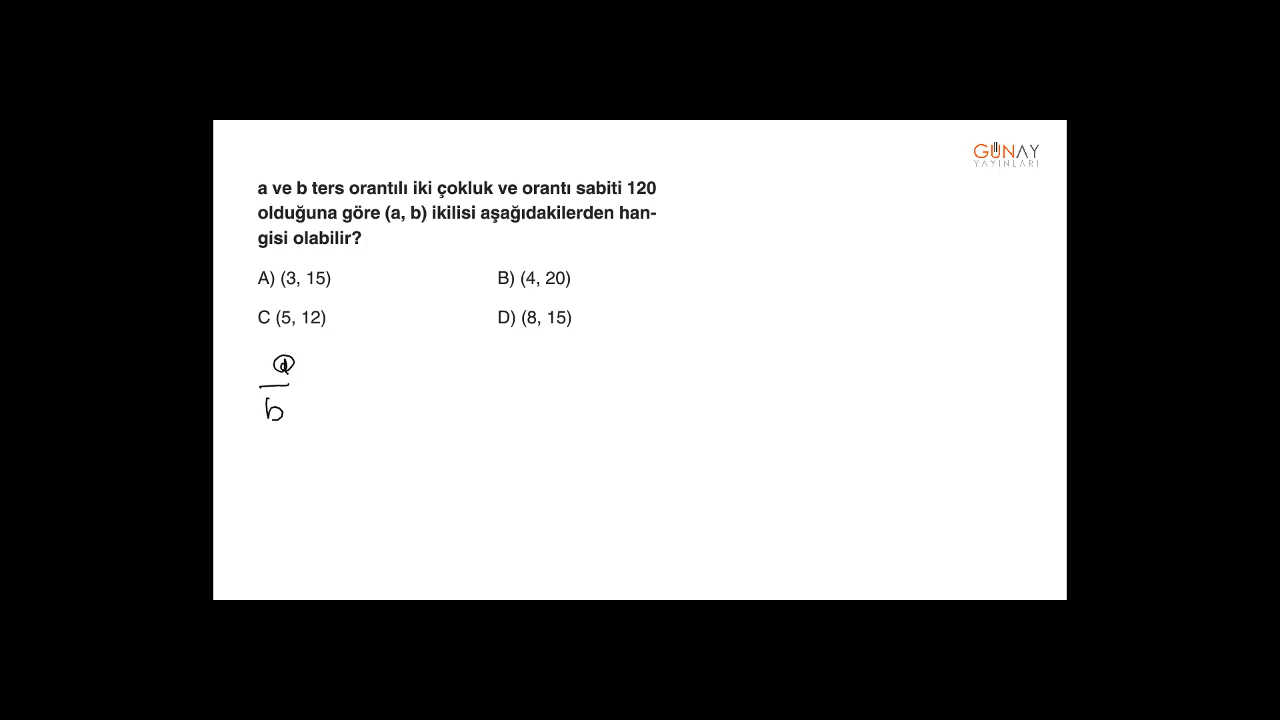 GÜNAY
YAYINLARI
a ve b ters orantılı iki çokluk ve orantı sabiti 120
olduğuna göre (a, b) ikilisi aşağıdakilerden han-
gisi olabilir?
A) (3, 15) B) (4, 20)
C (5, 12) D) (8, 15)
a
b